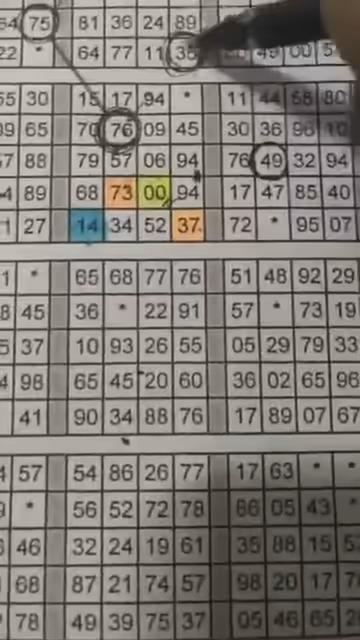 54 75 81 36 24 89
22 * 64 77 11 35 49 00
55 30 15 17 94 * 11 44 58 80
09 65 70 76 09 45 30 36 96 10
57 88 79 57 06 94 76 49 32 94
4 89 68 73 00 94 17 47 85 40
1 27 14 34 52 37 72 * 95 07
1 * 65 68 77 76 51 48 92 29
8 45 36 * 22 91 57 * 73 19
5 37 10 93 26 55 05 29 79 33
4 98 65 45 20 60 36 02 65 96
41 90 34 88 76 17 89 07 67
4 57 54 86 26 77 17 63 * *
* 56 52 72 78 86 05 43 *
46 32 24 19 61 35 88 15
68 87 21 74 57 98 20 17
78 49 39 75 37 05 46 65